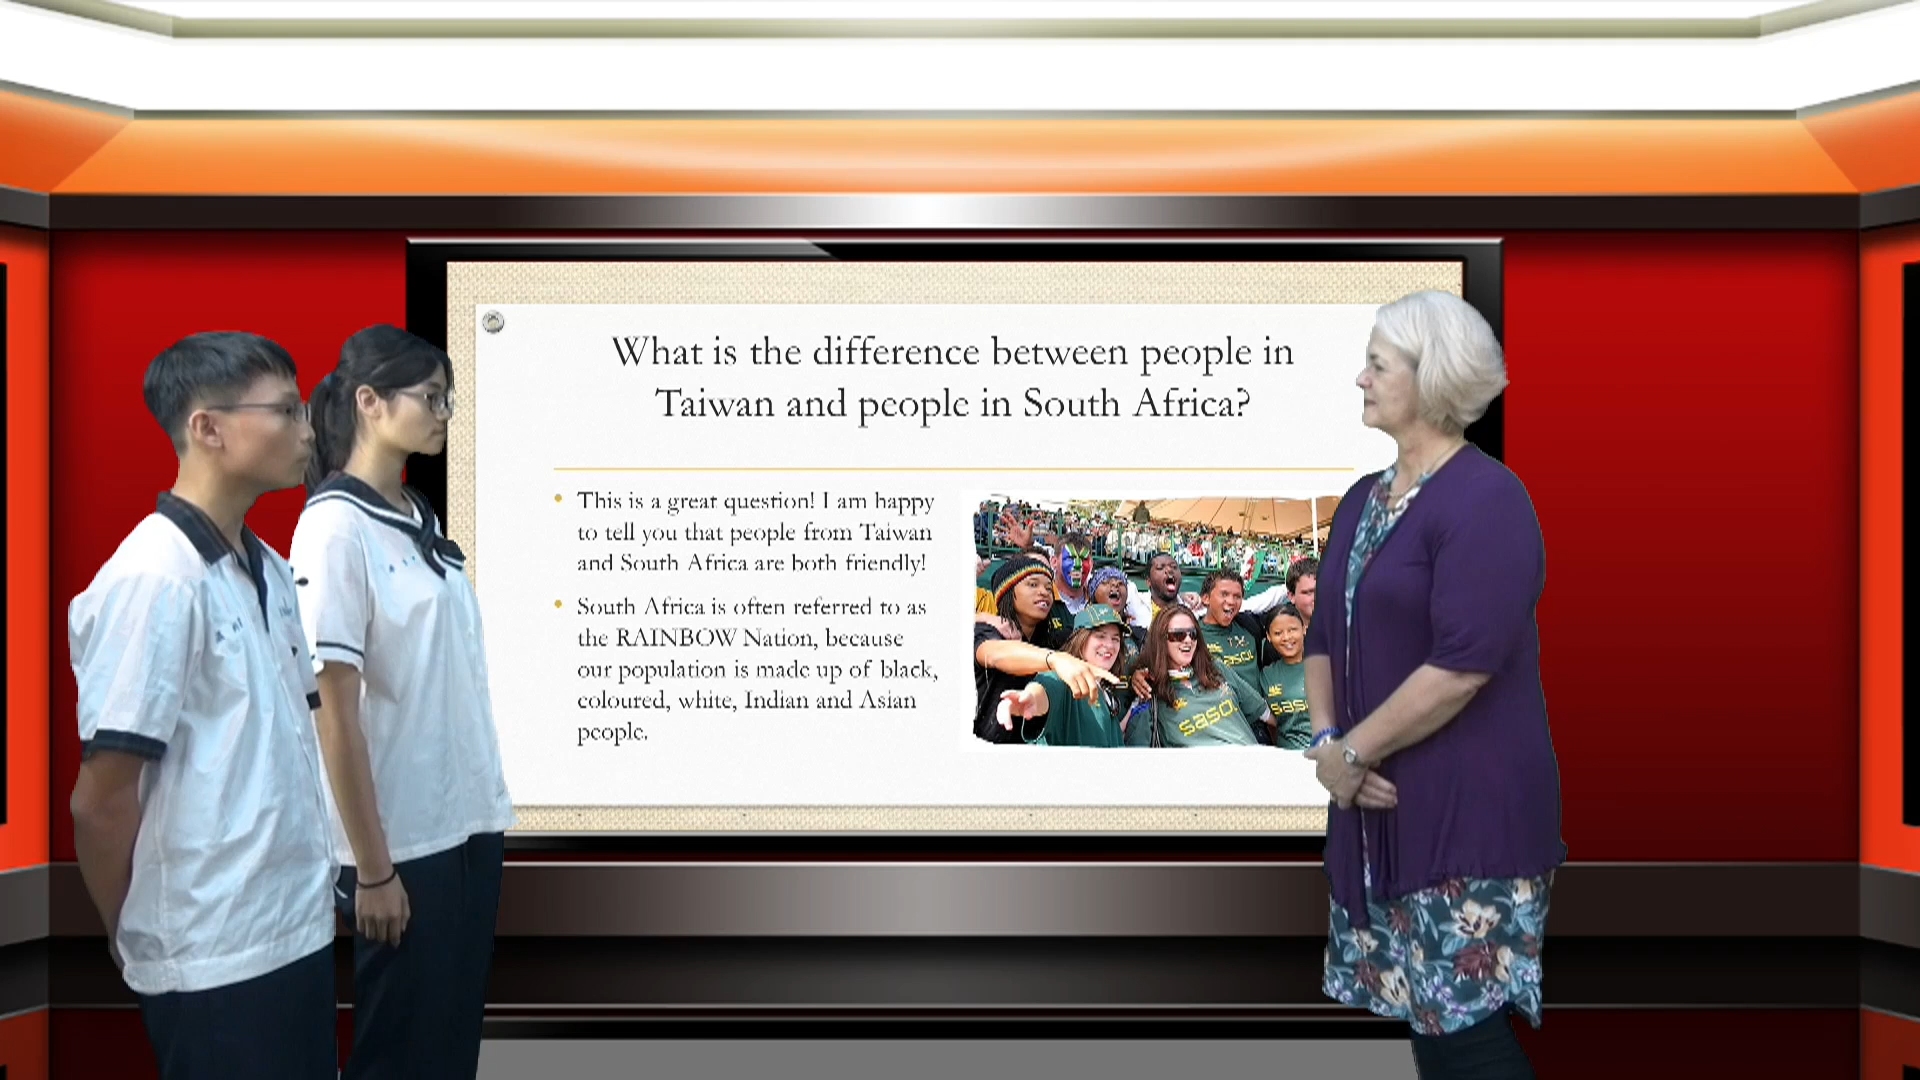 What is the difference between people in
Taiwan and people in South Africa?
• This is a great question! I am happy
to tell you that people from Taiwan
and South Africa are both friendly!
• South Africa is often referred to as
the RAINBOW Nation, because
our population is made up of black,
coloured, white, Indian and Asian
people.
sasol
sasol
sasol